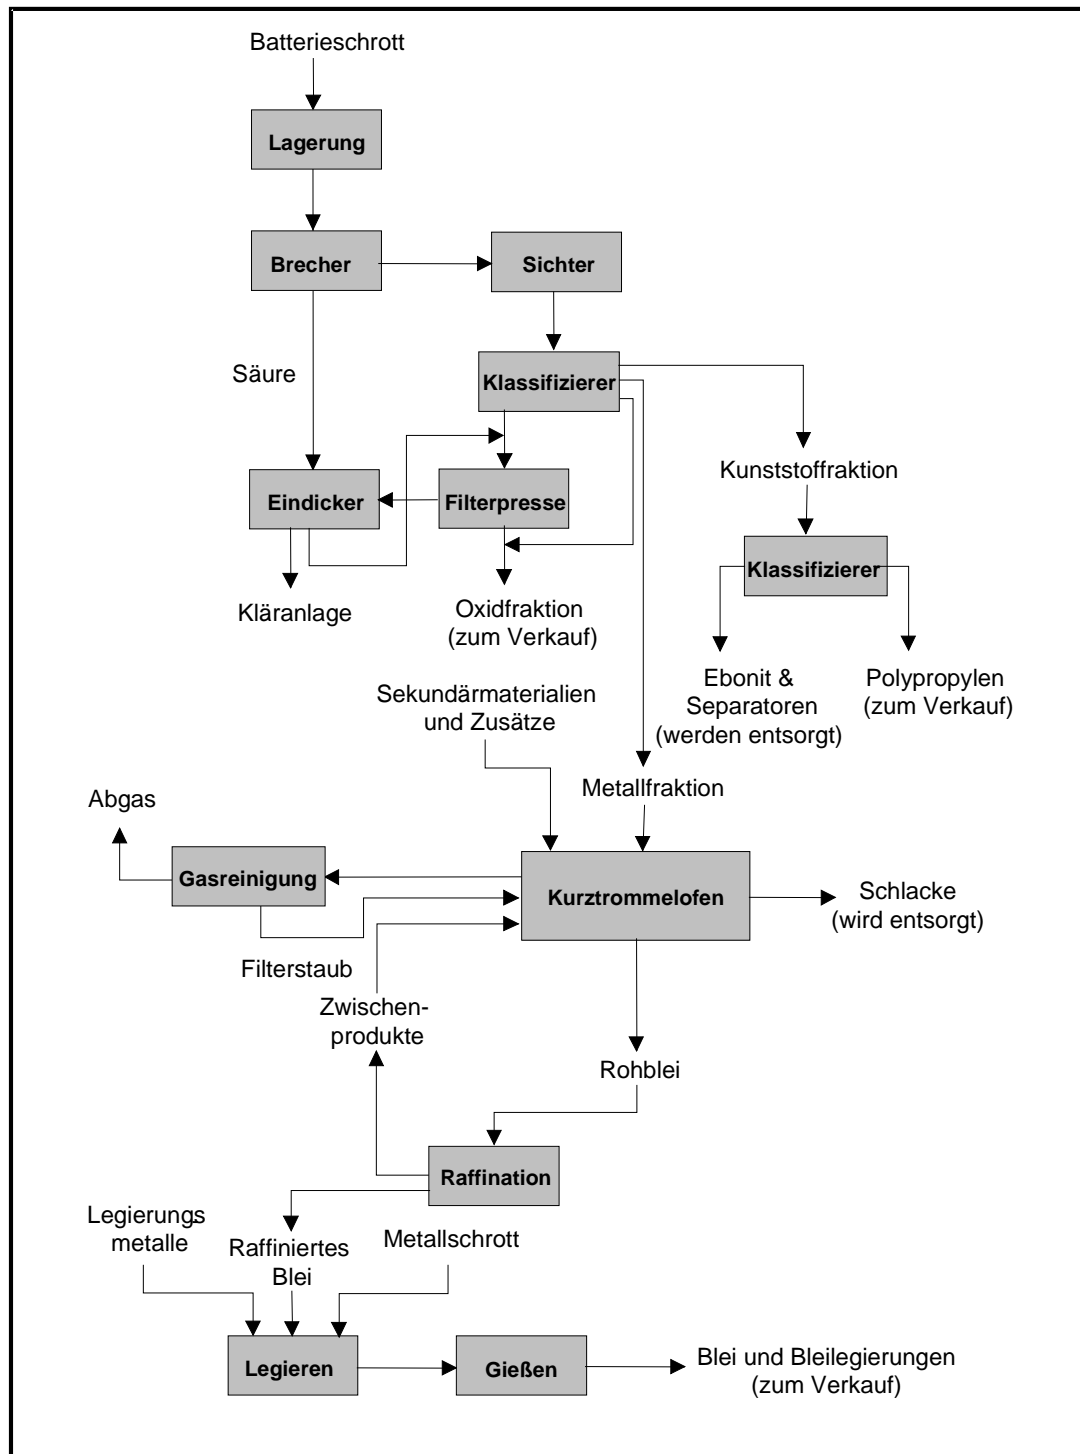 Batterieschrott
Lagerung
Brecher
Sichter
Säure
Klassifizierer
Kunststoffraktion
Eindicker
Filterpresse
Klassifizierer
Kläranlage
Oxidfraktion
(zum Verkauf)
Ebonit &
Separatoren
(werden entsorgt)
Polypropylen
(zum Verkauf)
Sekundärmaterialien
und Zusätze
Metallfraktion
Abgas
Gasreinigung
Kurztrommelofen
Schlacke
(wird entsorgt)
Filterstaub
Zwischen-
produkte
Rohblei
Raffination
Legierungs
metalle
Raffiniertes
Blei
Metallschrott
Legieren
Gießen
Blei und Bleilegierungen
(zum Verkauf)